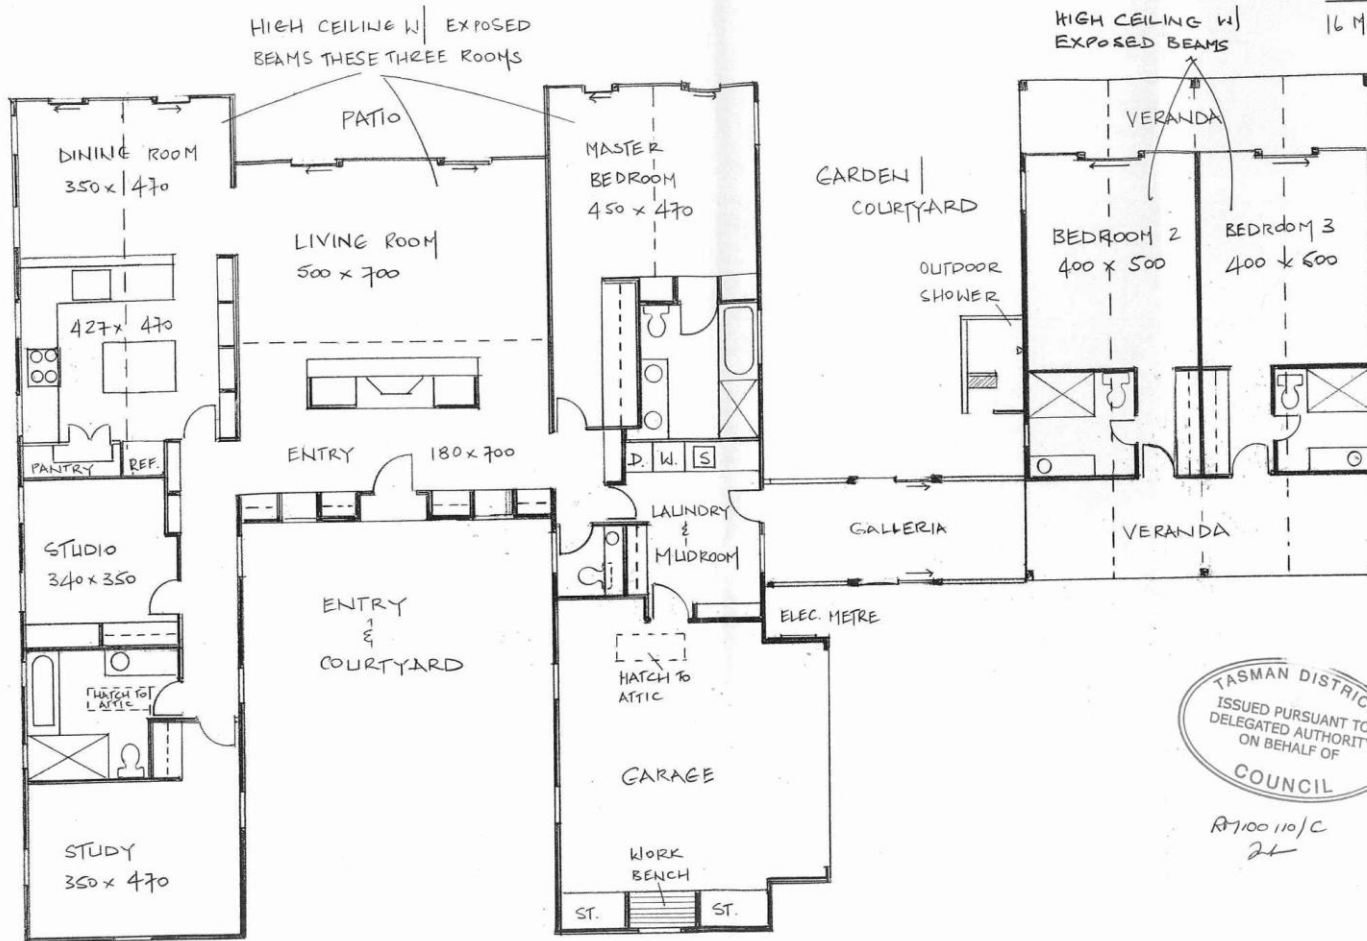 HIGH CEILING W/ EXPOSED
BEAMS THESE THREE ROOMS
HIGH CEILING W/
EXPOSED BEAMS
16 M
PATIO
VERANDA
DINING ROOM
350 x 470
MASTER
BEDROOM
450 x 470
GARDEN /
COURTYARD
LIVING ROOM
500 x 700
BEDROOM 2
400 x 500
BEDROOM 3
400 x 500
OUTDOOR
SHOWER
427 x 470
ENTRY 180 x 700
PANTRY
REF.
D. W. S
LAUNDRY
&
MUDROOM
GALLERIA
VERANDA
STUDIO
340 x 350
ENTRY
&
COURTYARD
ELEC. METRE
HATCH TO
ATTIC
HATCH TO
ATTIC
GARAGE
STUDY
350 x 470
WORK
BENCH
ST.
ST.
TASMAN DISTRIC
ISSUED PURSUANT TO
DELEGATED AUTHORITY
ON BEHALF OF
COUNCIL
RM100110/C